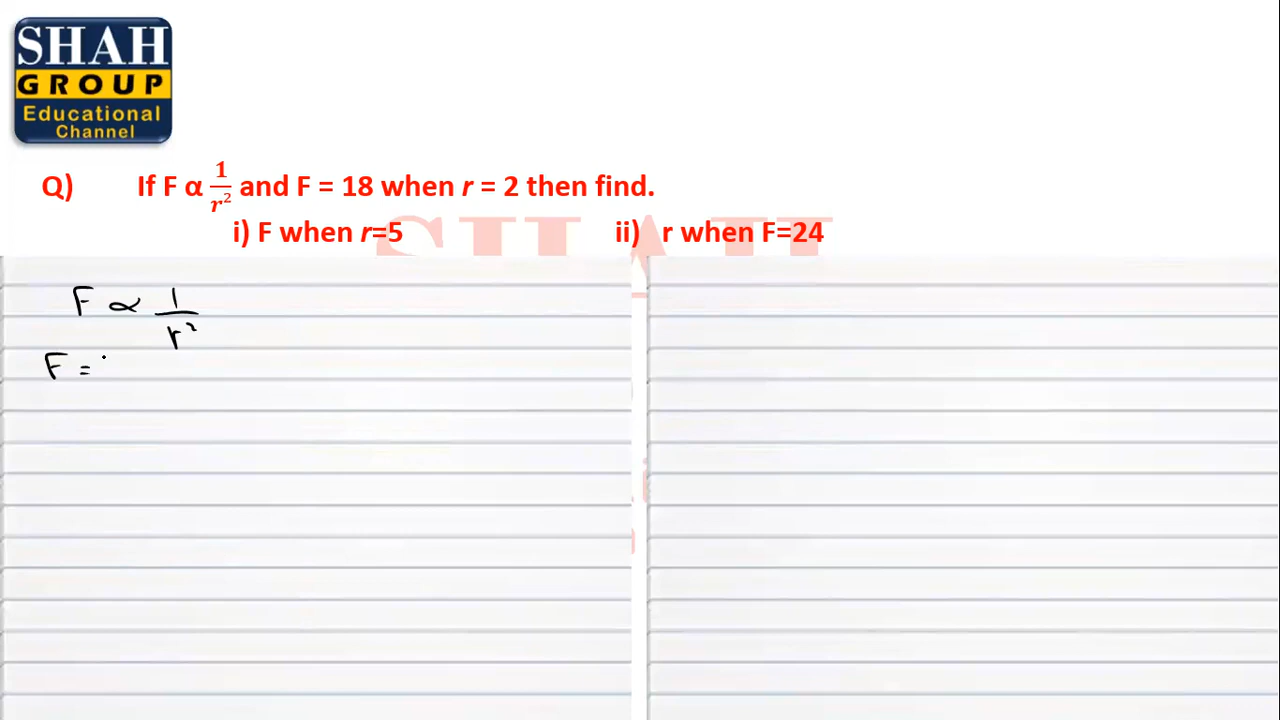 SHAH
GROUP
Educational
Channel
Q) If F α 1/r² and F = 18 when r = 2 then find.
i) F when r=5 ii) r when F=24
F ∝ 1/r²
F =